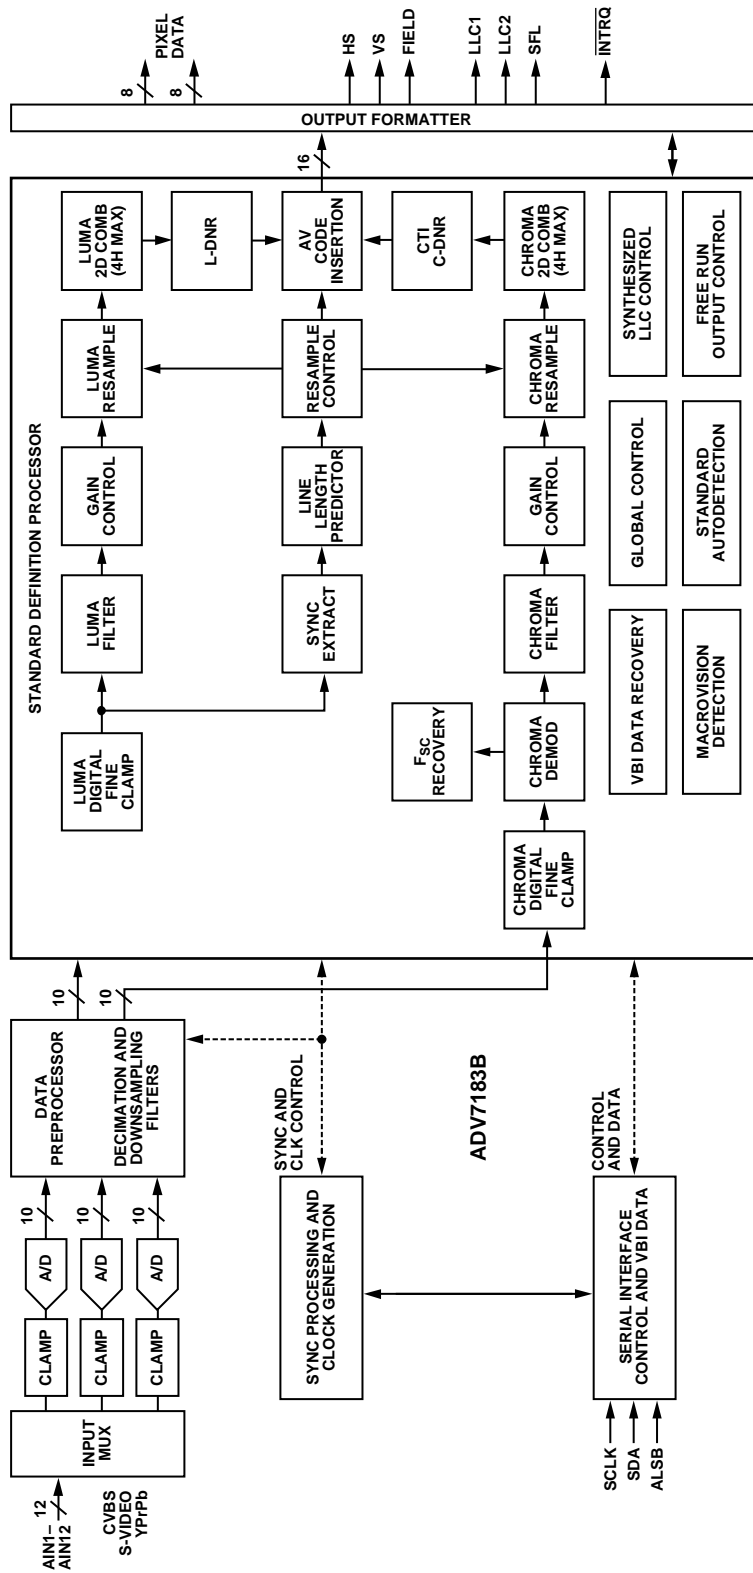 AIN1–
AIN12
12
CVBS
S-VIDEO
YPrPb
INPUT
MUX
CLAMP
CLAMP
CLAMP
A/D
A/D
A/D
10
10
10
DATA
PREPROCESSOR
DECIMATION AND
DOWNSAMPLING
FILTERS
10
10
STANDARD DEFINITION PROCESSOR
LUMA
DIGITAL
FINE
CLAMP
LUMA
FILTER
GAIN
CONTROL
LUMA
RESAMPLE
LUMA
2D COMB
(4H MAX)
L-DNR
SYNC
EXTRACT
LINE
LENGTH
PREDICTOR
RESAMPLE
CONTROL
AV
CODE
INSERTION
16
FSC
RECOVERY
CTI
C-DNR
CHROMA
DIGITAL
FINE
CLAMP
CHROMA
DEMOD
CHROMA
FILTER
GAIN
CONTROL
CHROMA
RESAMPLE
CHROMA
2D COMB
(4H MAX)
VBI DATA RECOVERY
GLOBAL CONTROL
SYNTHESIZED
LLC CONTROL
MACROVISION
DETECTION
STANDARD
AUTODETECTION
FREE RUN
OUTPUT CONTROL
OUTPUT FORMATTER
8
8
PIXEL
DATA
HS
VS
FIELD
LLC1
LLC2
SFL
INTRQ
SYNC PROCESSING AND
CLOCK GENERATION
SYNC AND
CLK CONTROL
ADV7183B
SCLK
SDA
ALSB
SERIAL INTERFACE
CONTROL AND VBI DATA
CONTROL
AND DATA